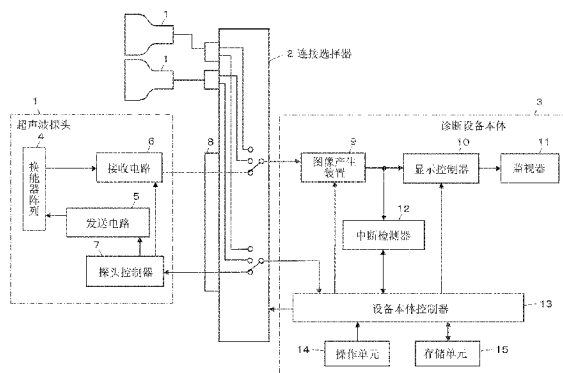 1
1
2 连接选择器
3
诊断设备本体
1
超声波探头
4
换能器阵列
6
接收电路
5
发送电路
7
探头控制器
8
9
图像产生
装置
10
显示控制器
11
监视器
12
中断检测器
设备本体控制器
13
14
操作单元
存储单元
15